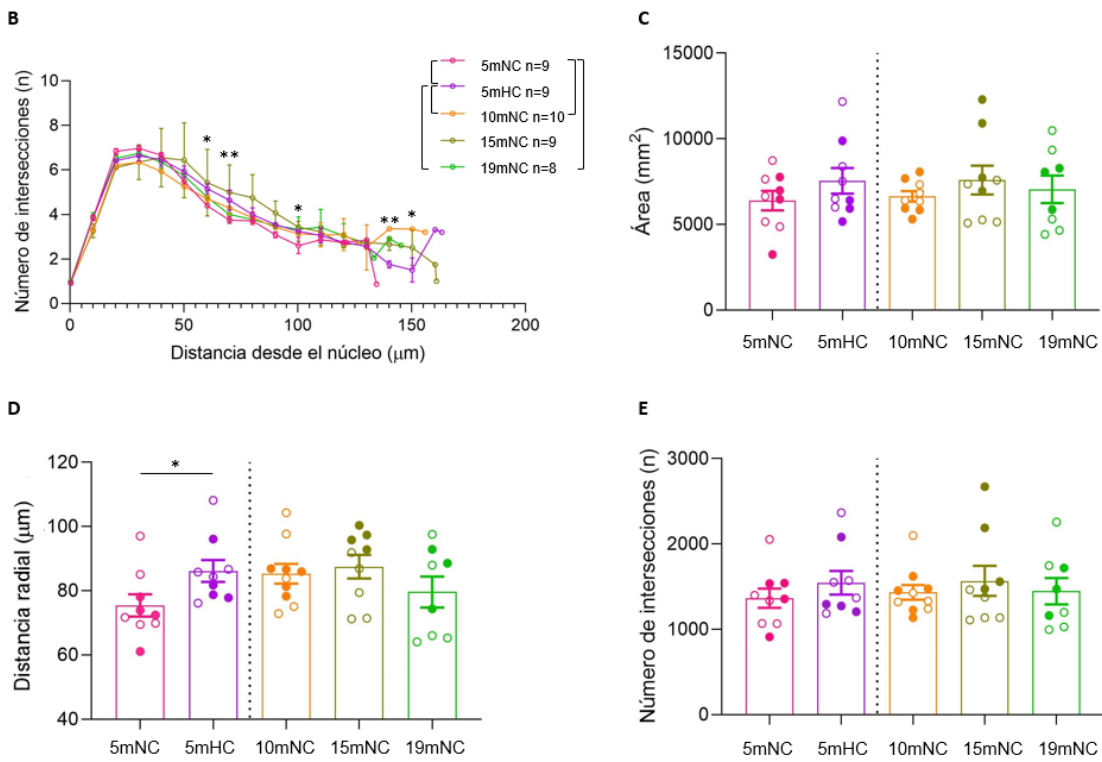 B
Número de intersecciones (n)
10
8
6
4
2
0
* ** * ** *
5mNC n=9
5mHC n=9
10mNC n=10
15mNC n=9
19mNC n=8
0 50 100 150 200
Distancia desde el núcleo (μm)
C
Área (mm²)
15000
10000
5000
0
5mNC 5mHC 10mNC 15mNC 19mNC
D
Distancia radial (μm)
120
100
80
60
40
*
5mNC 5mHC 10mNC 15mNC 19mNC
E
Número de intersecciones (n)
3000
2000
1000
0
5mNC 5mHC 10mNC 15mNC 19mNC